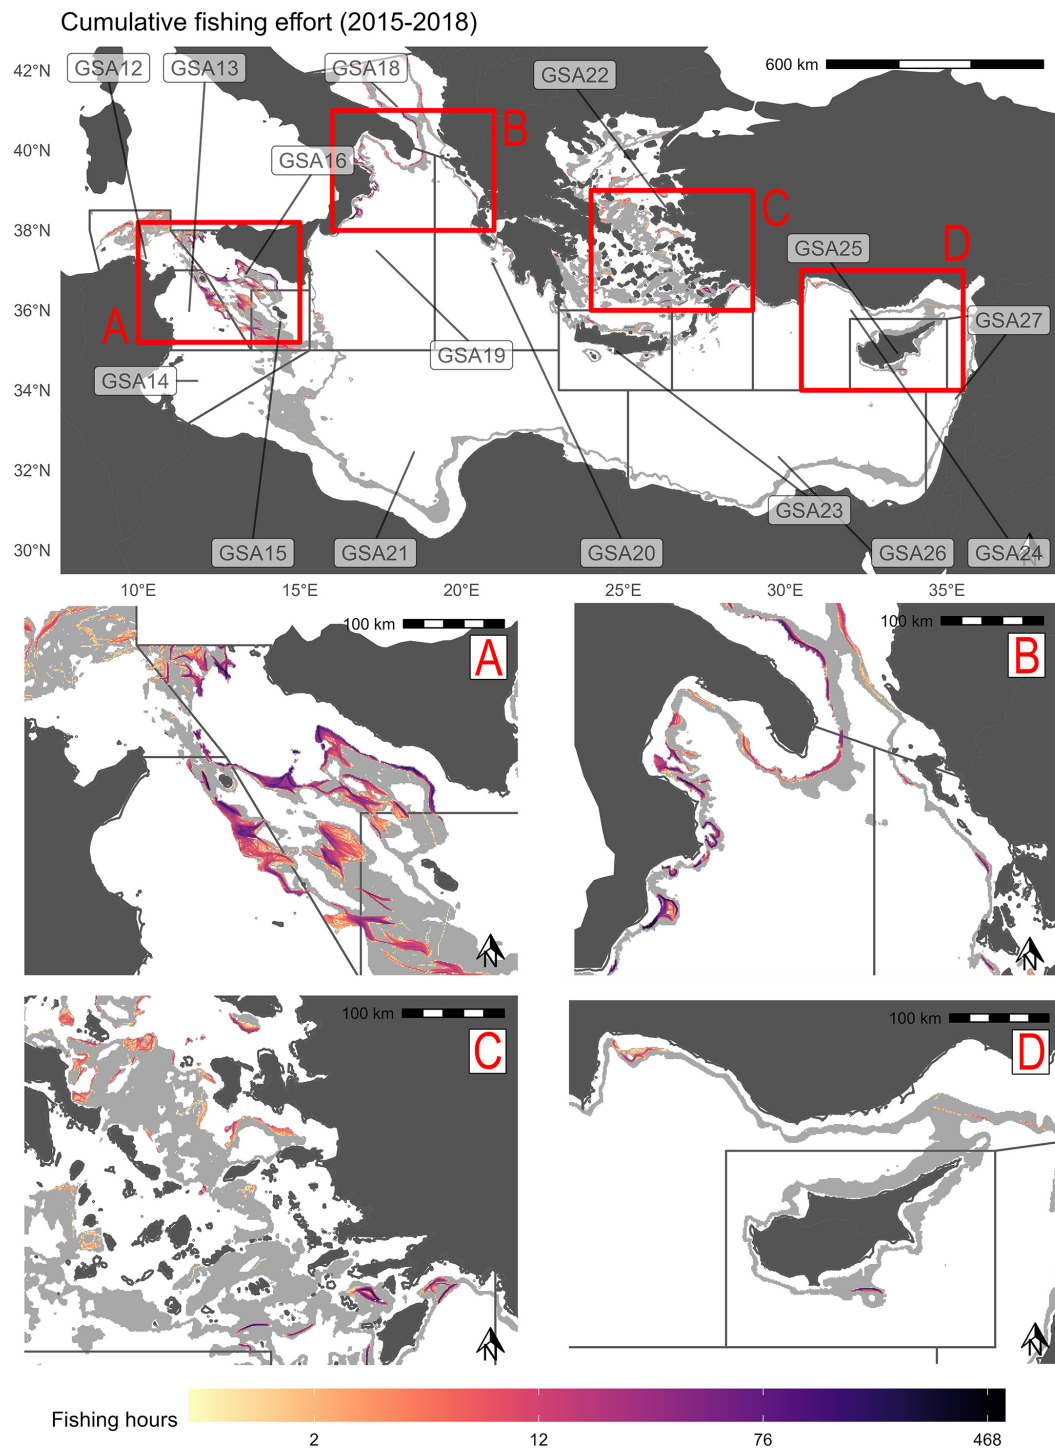 Cumulative fishing effort (2015-2018)
42°N
40°N
38°N
36°N
34°N
32°N
30°N
GSA12
GSA13
GSA18
GSA22
600 km
B
GSA16
C
GSA25
D
A
GSA27
GSA19
GSA14
GSA23
GSA15
GSA21
GSA20
GSA26
GSA24
N
10°E
15°E
20°E
25°E
30°E
35°E
100 km
A
N
100 km
B
N
100 km
C
N
100 km
D
N
Fishing hours
2
12
76
468